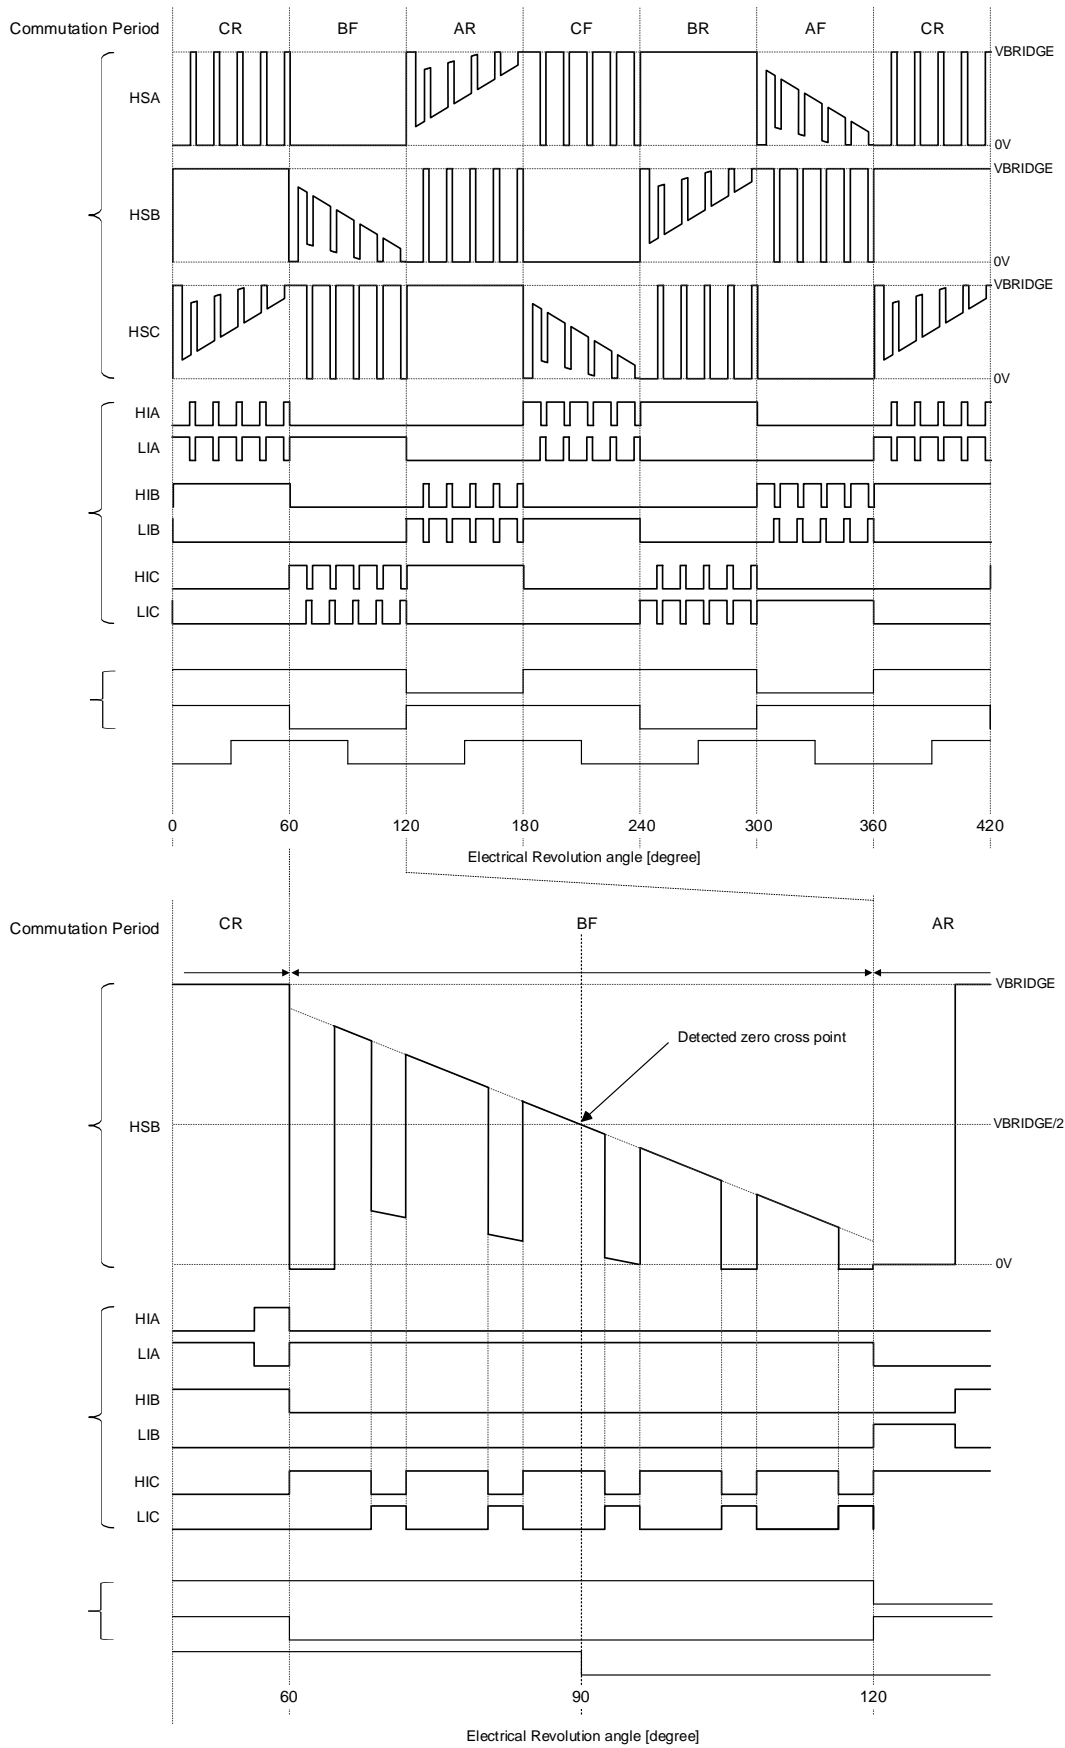 Commutation Period CR BF AR CF BR AF CR
VBRIDGE
HSA
0V
VBRIDGE
HSB
0V
VBRIDGE
HSC
0V
HIA
LIA
HIB
LIB
HIC
LIC
0 60 120 180 240 300 360 420
Electrical Revolution angle [degree]
Commutation Period CR BF AR
VBRIDGE
Detected zero cross point
HSB
VBRIDGE/2
0V
HIA
LIA
HIB
LIB
HIC
LIC
60 90 120
Electrical Revolution angle [degree]